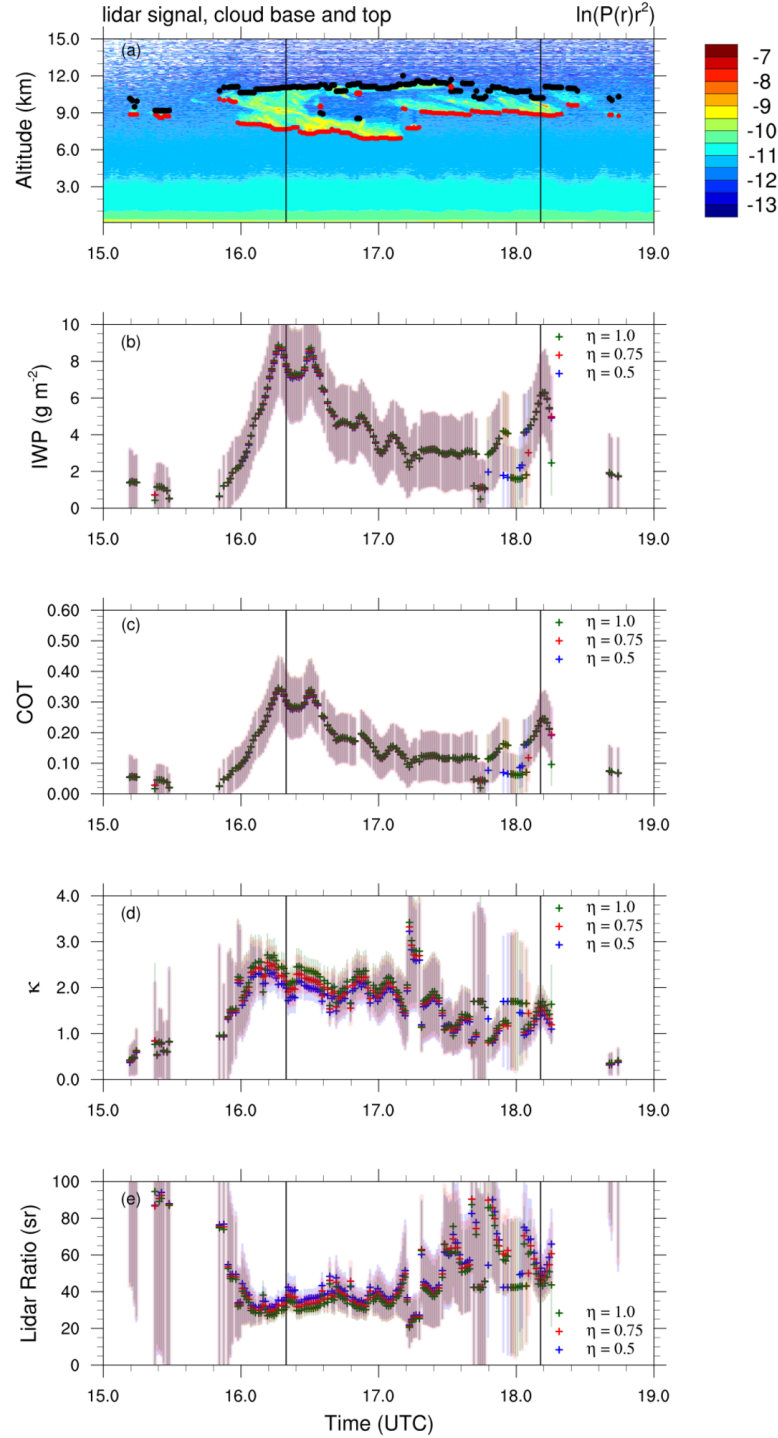 lidar signal, cloud base and top ln(P(r)r²)
15.0
12.0
9.0
6.0
3.0
Altitude (km)
(a)
15.0 16.0 17.0 18.0 19.0
-7
-8
-9
-10
-11
-12
-13
10
8
6
4
2
0
IWP (g m⁻²)
(b)
η = 1.0
η = 0.75
η = 0.5
15.0 16.0 17.0 18.0 19.0
0.60
0.50
0.40
0.30
0.20
0.10
0.00
COT
(c)
η = 1.0
η = 0.75
η = 0.5
15.0 16.0 17.0 18.0 19.0
4.0
3.0
2.0
1.0
0.0
κ
(d)
η = 1.0
η = 0.75
η = 0.5
15.0 16.0 17.0 18.0 19.0
100
80
60
40
20
0
Lidar Ratio (sr)
(e)
η = 1.0
η = 0.75
η = 0.5
15.0 16.0 17.0 18.0 19.0
Time (UTC)